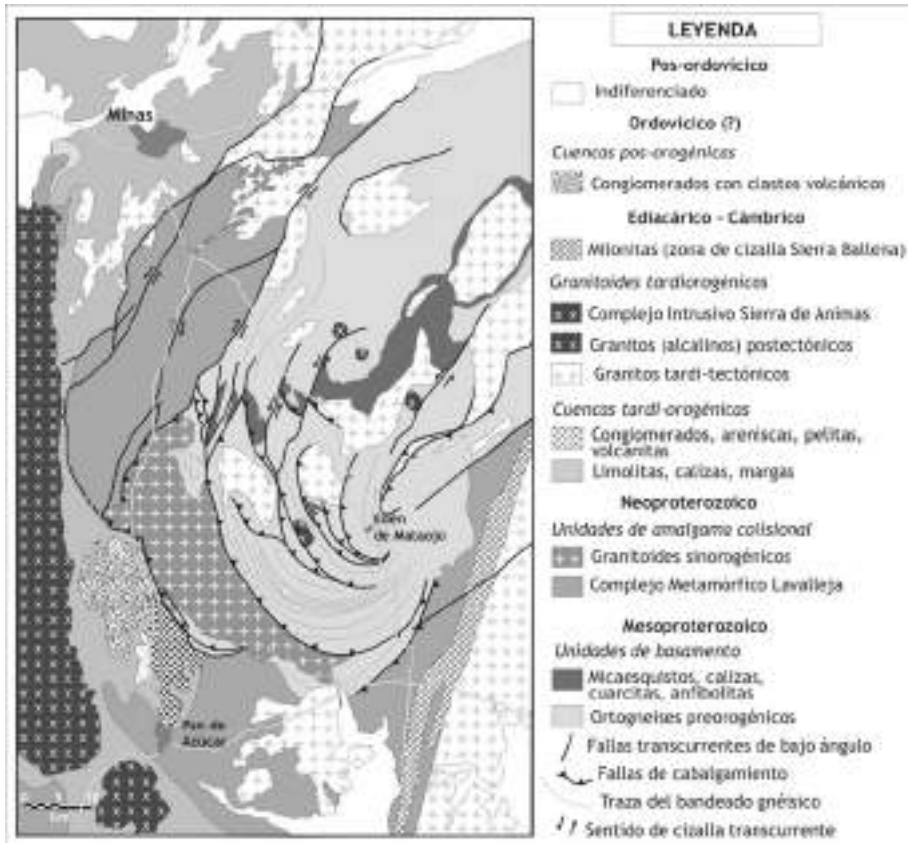 Minas
Edén
de Mataojo
Pan de
Azúcar
LEYENDA
Pos-ordovícico
Indiferenciado
Ordovícico (?)
Cuencas pos-orogénicas
Conglomerados con clastos volcánicos
Ediacárico - Cámbrico
Milonitas (zona de cizalla Sierra Ballena)
Granitoides tardiorogénicos
Complejo Intrusivo Sierra de Animas
Granitos (alcalinos) postectónicos
Granitos tardi-tectónicos
Cuencas tardi-orogénicas
Conglomerados, areniscas, pelitas,
volcanitas
Limolitas, calizas, margas
Neoproterozoico
Unidades de amalgama colisional
Granitoides sinorogénicos
Complejo Metamórfico Lavalleja
Mesoproterozoico
Unidades de basamento
Micaesquistos, calizas,
cuarcitas, anfibolitas
Ortogneises preorogénicos
Fallas transcurrentes de bajo ángulo
Fallas de cabalgamiento
Traza del bandeado gnéisico
Sentido de cizalla transcurrente